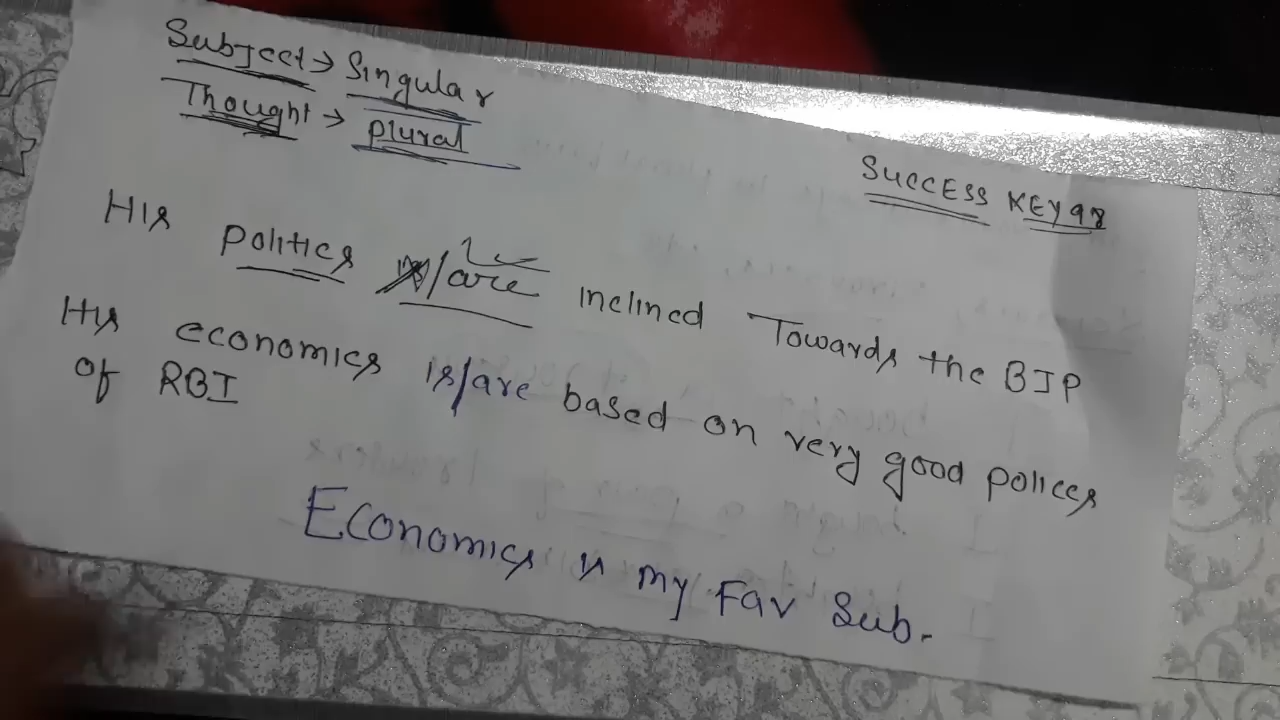 Subject → Singular
Thought → plural
SUCCESS KEY98
His politics is/are inclined Towards the BJP
His economics is/are based on very good polices
of RBI
Economics is my Fav Sub.